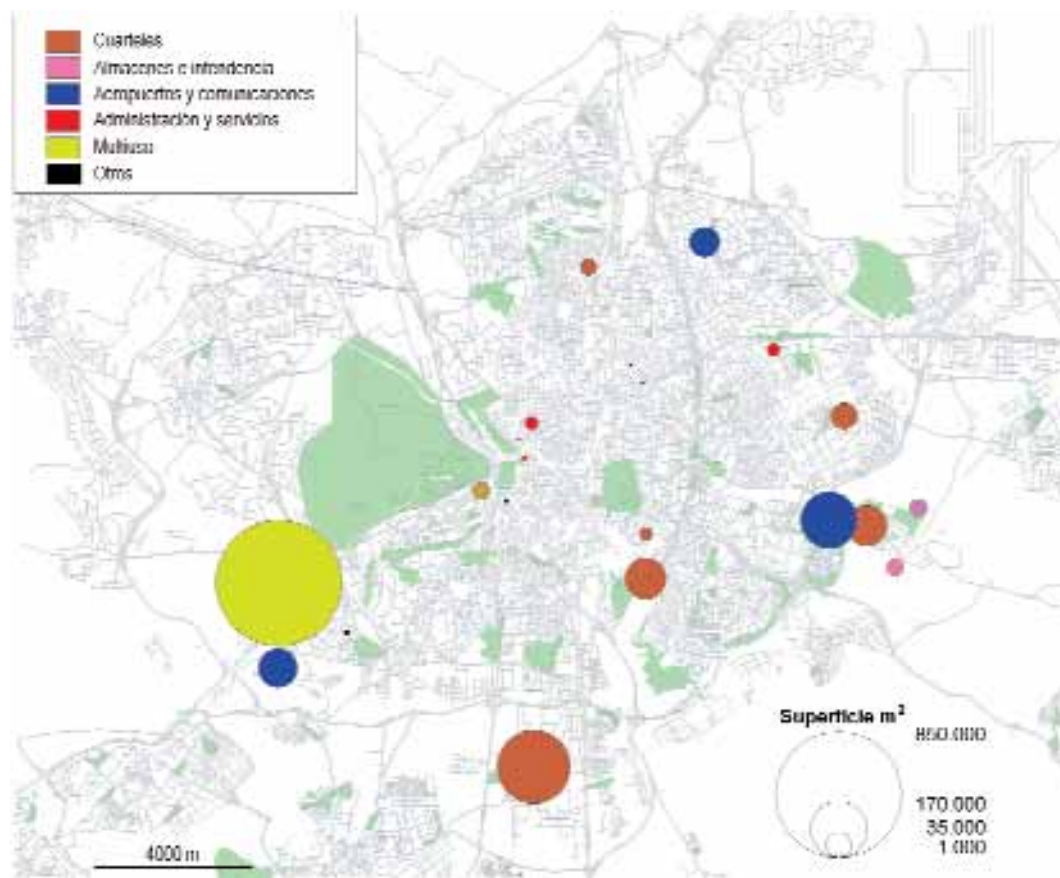 Cuarteles
Almacenes e intendencia
Aeropuertos y comunicaciones
Administración y servicios
Multiuso
Otros
Superficie m²
850.000
170.000
35.000
1.000
4000 m